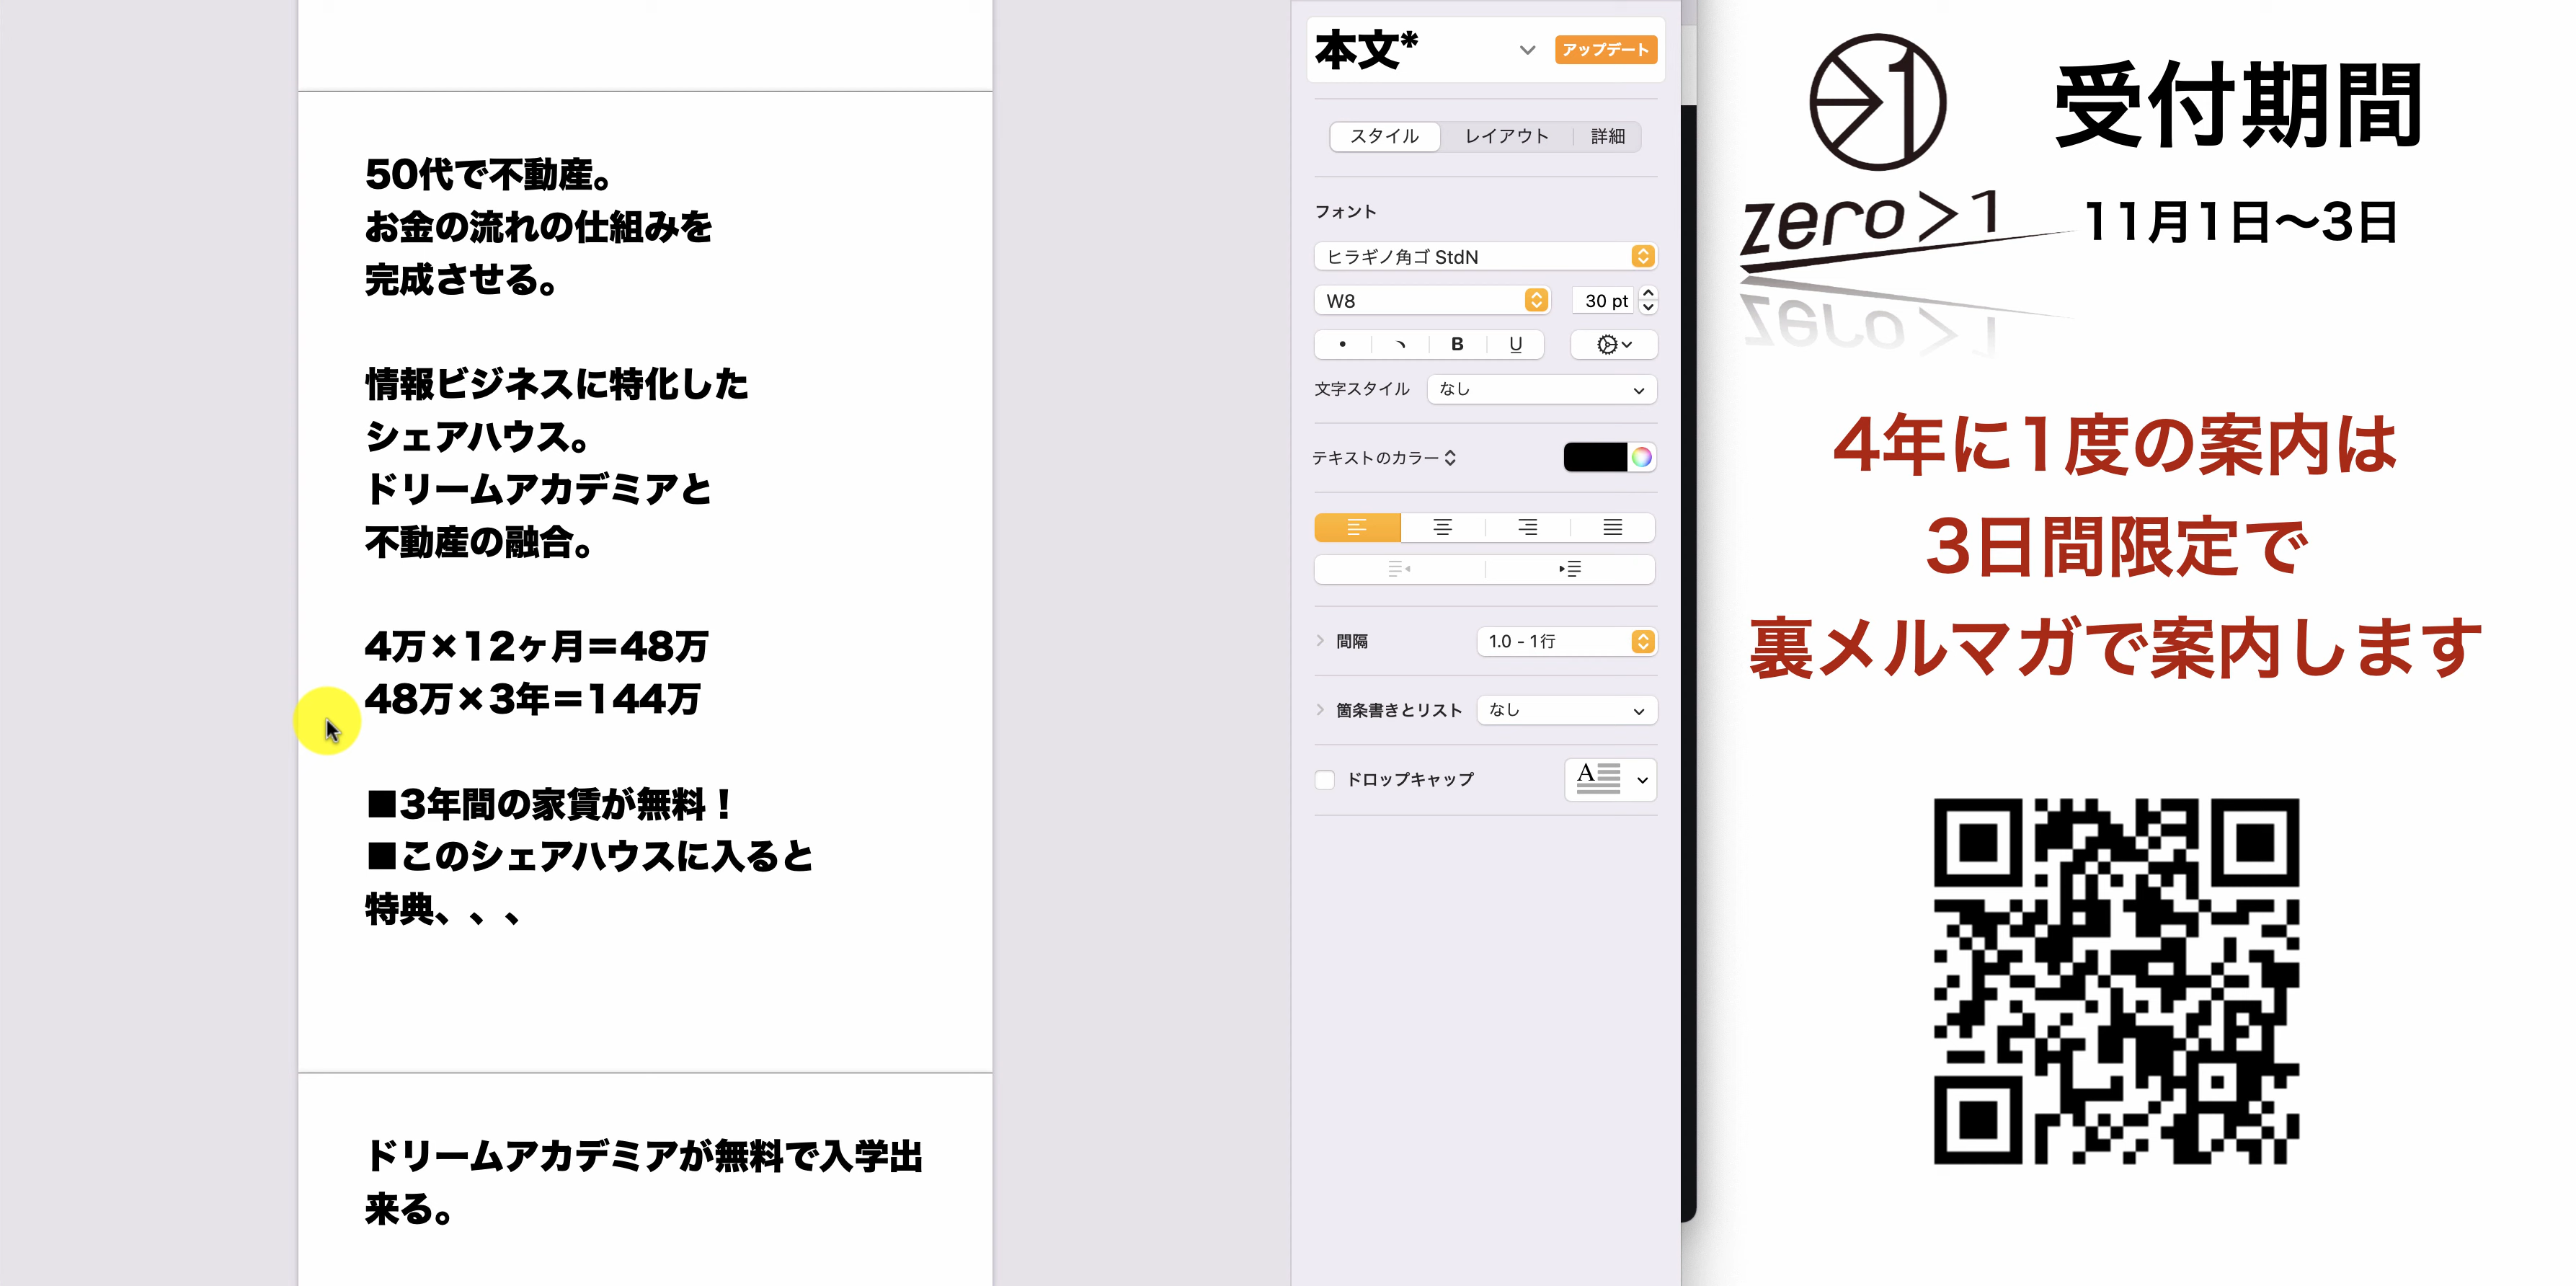 50代で不動産。
お金の流れの仕組みを
完成させる。
情報ビジネスに特化した
シェアハウス。
ドリームアカデミアと
不動産の融合。
4万×12ヶ月＝48万
48万×3年＝144万
■3年間の家賃が無料！
■このシェアハウスに入ると
特典、、、
ドリームアカデミアが無料で入学出
来る。
本文*
アップデート
スタイル
レイアウト
詳細
フォント
ヒラギノ角ゴ StdN
W8
30 pt
B
U
文字スタイル
なし
テキストのカラー
間隔
1.0 - 1行
箇条書きとリスト
なし
ドロップキャップ
A
1
受付期間
zero>1
11月1日〜3日
zero>1
4年に1度の案内は
3日間限定で
裏メルマガで案内します